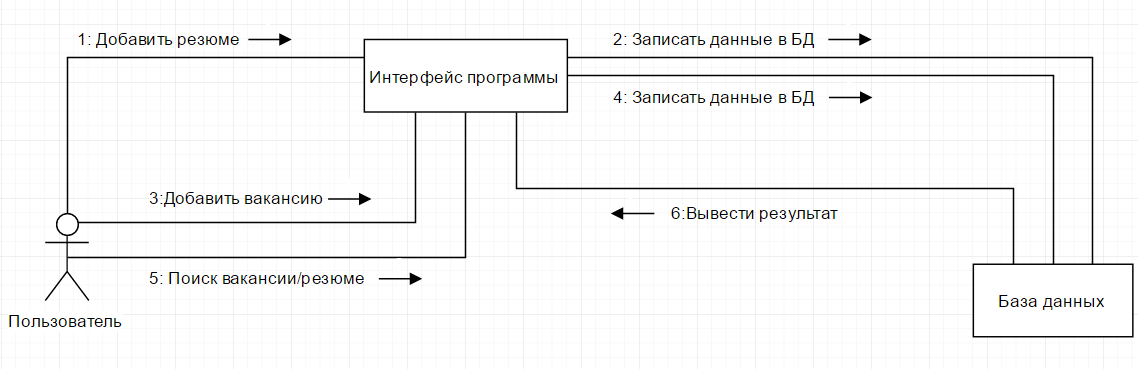 1: Добавить резюме
2: Записать данные в БД
Интерфейс программы
4: Записать данные в БД
3:Добавить вакансию
6:Вывести результат
5: Поиск вакансии/резюме
База данных
Пользователь